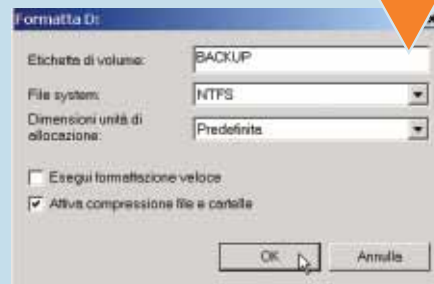 Formatta D:
Etichetta di volume: BACKUP
File system: NTFS
Dimensioni unità di
allocazione: Predefinita
Esegui formattazione veloce
Attiva compressione file e cartelle
OK Annulla